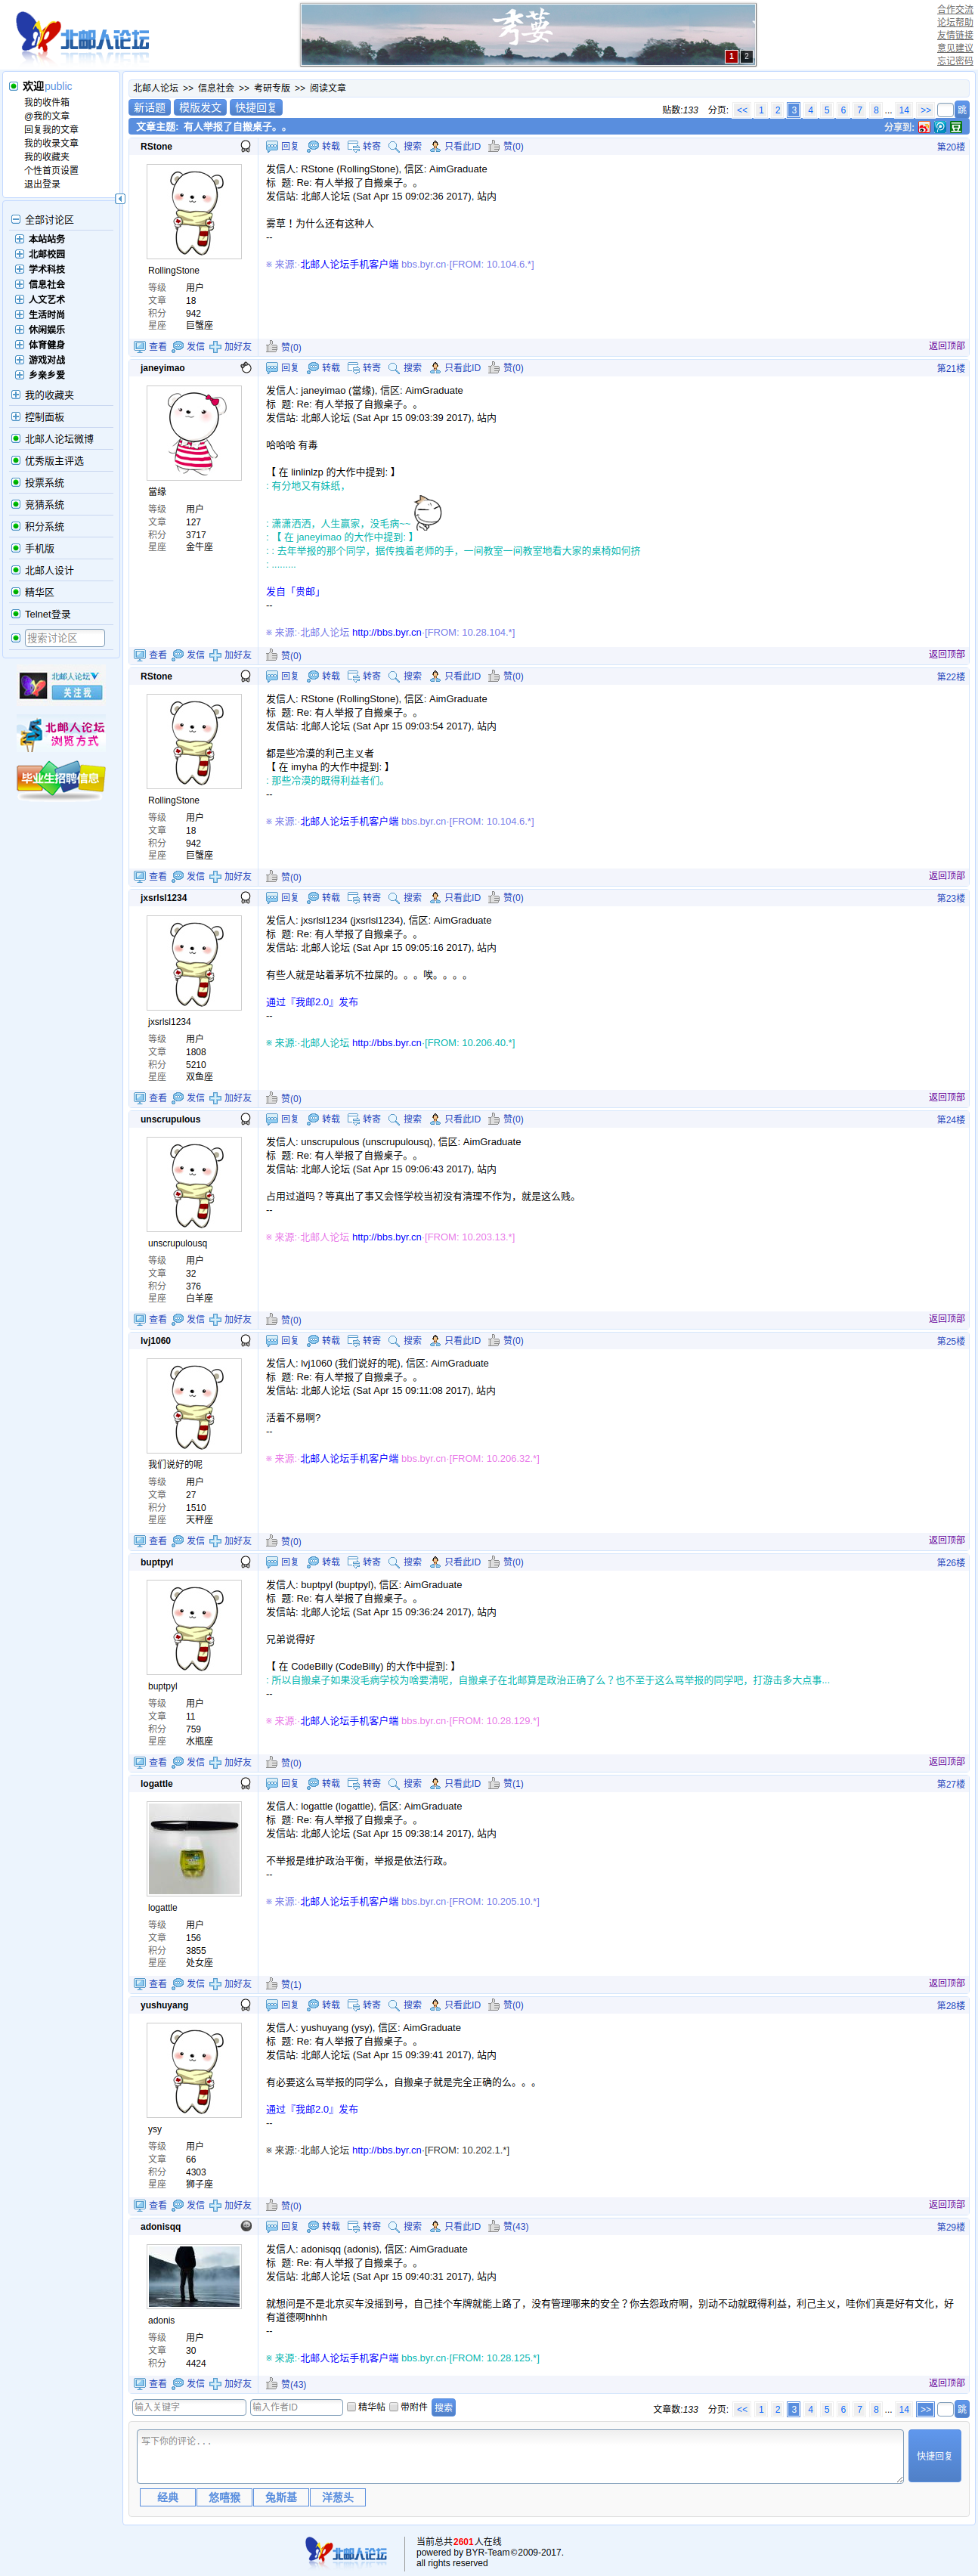 北邮人论坛
秀荽
1 2
合作交流
论坛帮助
友情链接
意见建议
忘记密码
欢迎public
我的收件箱
@我的文章
回复我的文章
我的收录文章
我的收藏夹
个性首页设置
退出登录
全部讨论区
本站站务
北邮校园
学术科技
信息社会
人文艺术
生活时尚
休闲娱乐
体育健身
游戏对战
乡亲乡爱
我的收藏夹
控制面板
北邮人论坛微博
优秀版主评选
投票系统
竞猜系统
积分系统
手机版
北邮人设计
精华区
Telnet登录
搜索讨论区
北邮人论坛
关注我
北邮人论坛
浏览方式
毕业生招聘信息
北邮人论坛 >> 信息社会 >> 考研专版 >> 阅读文章
新话题 模版发文 快捷回复
贴数:133 分页: << 1 2 3 4 5 6 7 8 ... 14 >> 跳
文章主题: 有人举报了自搬桌子。。 分享到:
RStone 回复 转载 转寄 搜索 只看此ID 赞(0) 第20楼
RollingStone
等级 用户
文章 18
积分 942
星座 巨蟹座
发信人: RStone (RollingStone), 信区: AimGraduate
标 题: Re: 有人举报了自搬桌子。。
发信站: 北邮人论坛 (Sat Apr 15 09:02:36 2017), 站内
雾草！为什么还有这种人
--
※ 来源:·北邮人论坛手机客户端 bbs.byr.cn·[FROM: 10.104.6.*]
查看 发信 加好友 赞(0) 返回顶部
janeyimao 回复 转载 转寄 搜索 只看此ID 赞(0) 第21楼
當缘
等级 用户
文章 127
积分 3717
星座 金牛座
发信人: janeyimao (當缘), 信区: AimGraduate
标 题: Re: 有人举报了自搬桌子。。
发信站: 北邮人论坛 (Sat Apr 15 09:03:39 2017), 站内
哈哈哈 有毒
【 在 linlinlzp 的大作中提到: 】
: 有分地又有妹纸，
: 潇潇洒洒，人生赢家，没毛病~~
: 【 在 janeyimao 的大作中提到: 】
: : 去年举报的那个同学，据传拽着老师的手，一间教室一间教室地看大家的桌椅如何挤
: .........
发自「贵邮」
--
※ 来源:·北邮人论坛 http://bbs.byr.cn·[FROM: 10.28.104.*]
查看 发信 加好友 赞(0) 返回顶部
RStone 回复 转载 转寄 搜索 只看此ID 赞(0) 第22楼
RollingStone
等级 用户
文章 18
积分 942
星座 巨蟹座
发信人: RStone (RollingStone), 信区: AimGraduate
标 题: Re: 有人举报了自搬桌子。。
发信站: 北邮人论坛 (Sat Apr 15 09:03:54 2017), 站内
都是些冷漠的利己主义者
【 在 imyha 的大作中提到: 】
: 那些冷漠的既得利益者们。
--
※ 来源:·北邮人论坛手机客户端 bbs.byr.cn·[FROM: 10.104.6.*]
查看 发信 加好友 赞(0) 返回顶部
jxsrlsl1234 回复 转载 转寄 搜索 只看此ID 赞(0) 第23楼
jxsrlsl1234
等级 用户
文章 1808
积分 5210
星座 双鱼座
发信人: jxsrlsl1234 (jxsrlsl1234), 信区: AimGraduate
标 题: Re: 有人举报了自搬桌子。。
发信站: 北邮人论坛 (Sat Apr 15 09:05:16 2017), 站内
有些人就是站着茅坑不拉屎的。。。唉。。。。
通过『我邮2.0』发布
--
※ 来源:·北邮人论坛 http://bbs.byr.cn·[FROM: 10.206.40.*]
查看 发信 加好友 赞(0) 返回顶部
unscrupulous 回复 转载 转寄 搜索 只看此ID 赞(0) 第24楼
unscrupulousq
等级 用户
文章 32
积分 376
星座 白羊座
发信人: unscrupulous (unscrupulousq), 信区: AimGraduate
标 题: Re: 有人举报了自搬桌子。。
发信站: 北邮人论坛 (Sat Apr 15 09:06:43 2017), 站内
占用过道吗？等真出了事又会怪学校当初没有清理不作为，就是这么贱。
--
※ 来源:·北邮人论坛 http://bbs.byr.cn·[FROM: 10.203.13.*]
查看 发信 加好友 赞(0) 返回顶部
lvj1060 回复 转载 转寄 搜索 只看此ID 赞(0) 第25楼
我们说好的呢
等级 用户
文章 27
积分 1510
星座 天秤座
发信人: lvj1060 (我们说好的呢), 信区: AimGraduate
标 题: Re: 有人举报了自搬桌子。。
发信站: 北邮人论坛 (Sat Apr 15 09:11:08 2017), 站内
活着不易啊?
--
※ 来源:·北邮人论坛手机客户端 bbs.byr.cn·[FROM: 10.206.32.*]
查看 发信 加好友 赞(0) 返回顶部
buptpyl 回复 转载 转寄 搜索 只看此ID 赞(0) 第26楼
buptpyl
等级 用户
文章 11
积分 759
星座 水瓶座
发信人: buptpyl (buptpyl), 信区: AimGraduate
标 题: Re: 有人举报了自搬桌子。。
发信站: 北邮人论坛 (Sat Apr 15 09:36:24 2017), 站内
兄弟说得好
【 在 CodeBilly (CodeBilly) 的大作中提到: 】
: 所以自搬桌子如果没毛病学校为啥要清呢，自搬桌子在北邮算是政治正确了么？也不至于这么骂举报的同学吧，打游击多大点事...
--
※ 来源:·北邮人论坛手机客户端 bbs.byr.cn·[FROM: 10.28.129.*]
查看 发信 加好友 赞(0) 返回顶部
logattle 回复 转载 转寄 搜索 只看此ID 赞(1) 第27楼
logattle
等级 用户
文章 156
积分 3855
星座 处女座
发信人: logattle (logattle), 信区: AimGraduate
标 题: Re: 有人举报了自搬桌子。。
发信站: 北邮人论坛 (Sat Apr 15 09:38:14 2017), 站内
不举报是维护政治平衡，举报是依法行政。
--
※ 来源:·北邮人论坛手机客户端 bbs.byr.cn·[FROM: 10.205.10.*]
查看 发信 加好友 赞(1) 返回顶部
yushuyang 回复 转载 转寄 搜索 只看此ID 赞(0) 第28楼
ysy
等级 用户
文章 66
积分 4303
星座 狮子座
发信人: yushuyang (ysy), 信区: AimGraduate
标 题: Re: 有人举报了自搬桌子。。
发信站: 北邮人论坛 (Sat Apr 15 09:39:41 2017), 站内
有必要这么骂举报的同学么，自搬桌子就是完全正确的么。。。
通过『我邮2.0』发布
--
※ 来源:·北邮人论坛 http://bbs.byr.cn·[FROM: 10.202.1.*]
查看 发信 加好友 赞(0) 返回顶部
adonisqq 回复 转载 转寄 搜索 只看此ID 赞(43) 第29楼
adonis
等级 用户
文章 30
积分 4424
发信人: adonisqq (adonis), 信区: AimGraduate
标 题: Re: 有人举报了自搬桌子。。
发信站: 北邮人论坛 (Sat Apr 15 09:40:31 2017), 站内
就想问是不是北京买车没摇到号，自己挂个车牌就能上路了，没有管理哪来的安全？你去怨政府啊，别动不动就既得利益，利己主义，哇你们真是好有文化，好
有道德啊hhhh
--
※ 来源:·北邮人论坛手机客户端 bbs.byr.cn·[FROM: 10.28.125.*]
查看 发信 加好友 赞(43) 返回顶部
输入关键字 输入作者ID 精华帖 带附件 搜索
文章数:133 分页: << 1 2 3 4 5 6 7 8 ... 14 >> 跳
写下你的评论...
快捷回复
经典 悠嘻猴 兔斯基 洋葱头
北邮人论坛
当前总共2601人在线
powered by BYR-Team©2009-2017.
all rights reserved